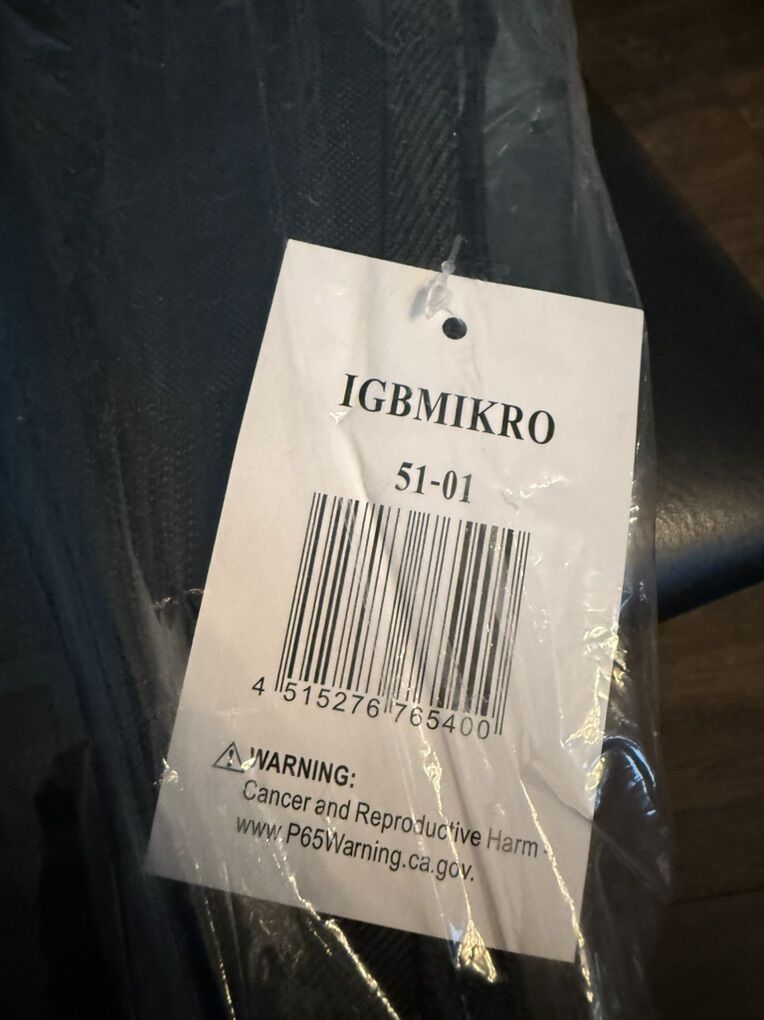 IGBMIKRO
51-01
4 515276 765400
WARNING:
Cancer and Reproductive Harm -
www.P65Warning.ca.gov.